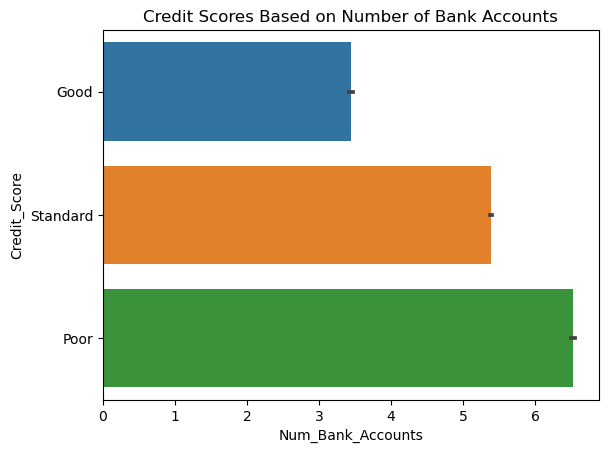 Credit Scores Based on Number of Bank Accounts
Credit_Score
Good
Standard
Poor
0 1 2 3 4 5 6
Num_Bank_Accounts